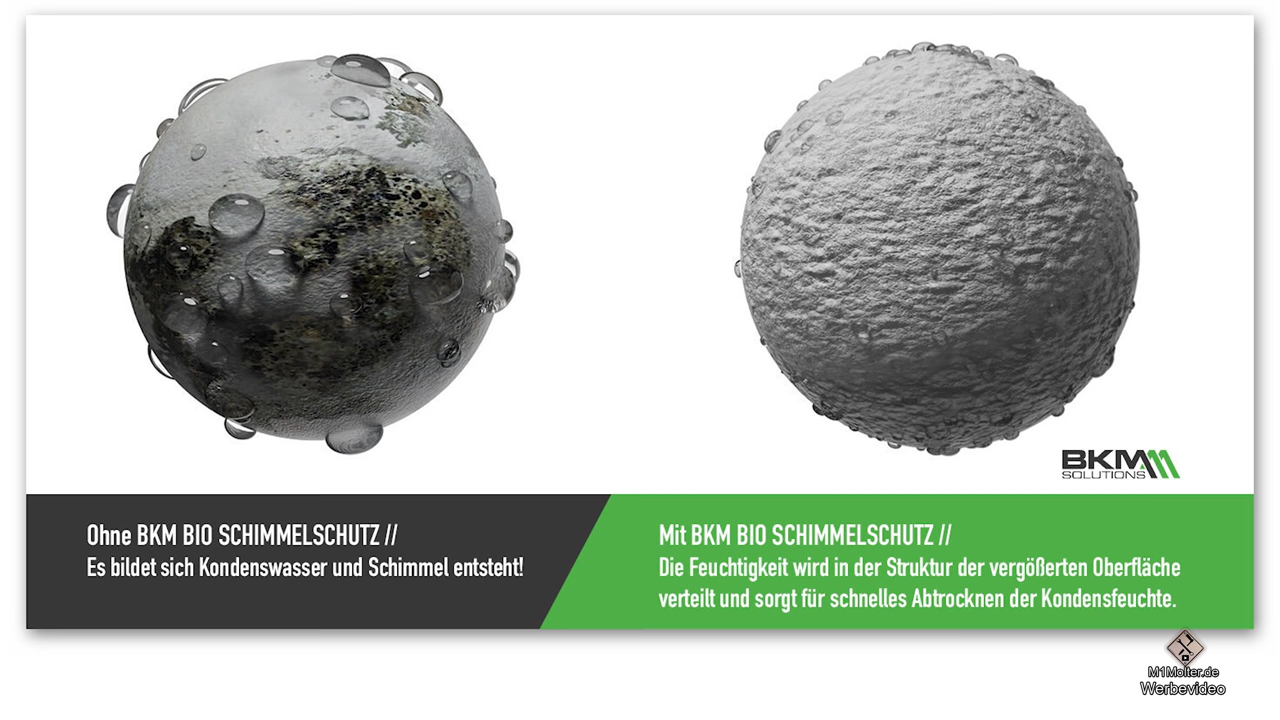 BKM
SOLUTIONS
Ohne BKM BIO SCHIMMELSCHUTZ //
Es bildet sich Kondenswasser und Schimmel entsteht!
Mit BKM BIO SCHIMMELSCHUTZ //
Die Feuchtigkeit wird in der Struktur der vergößerten Oberfläche
verteilt und sorgt für schnelles Abtrocknen der Kondensfeuchte.
M1Molter.de
Werbevideo